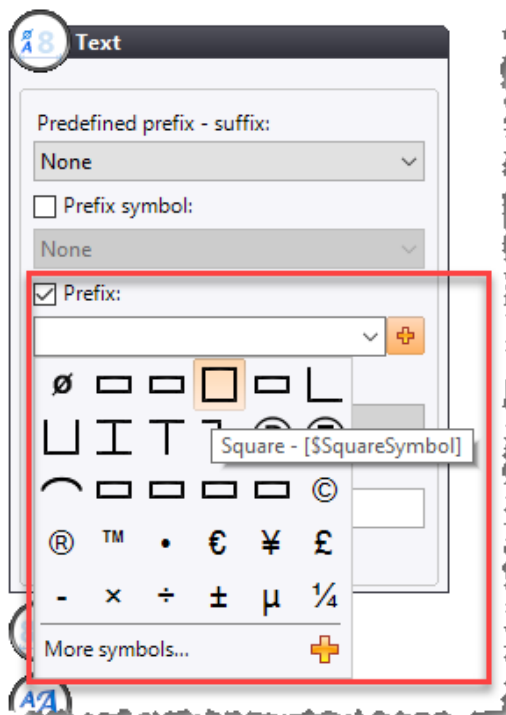 Text
Predefined prefix - suffix:
None
Prefix symbol:
None
Prefix:
Square - [$SquareSymbol]
©
® ™ • € ¥ £
- × ÷ ± µ ¼
More symbols...